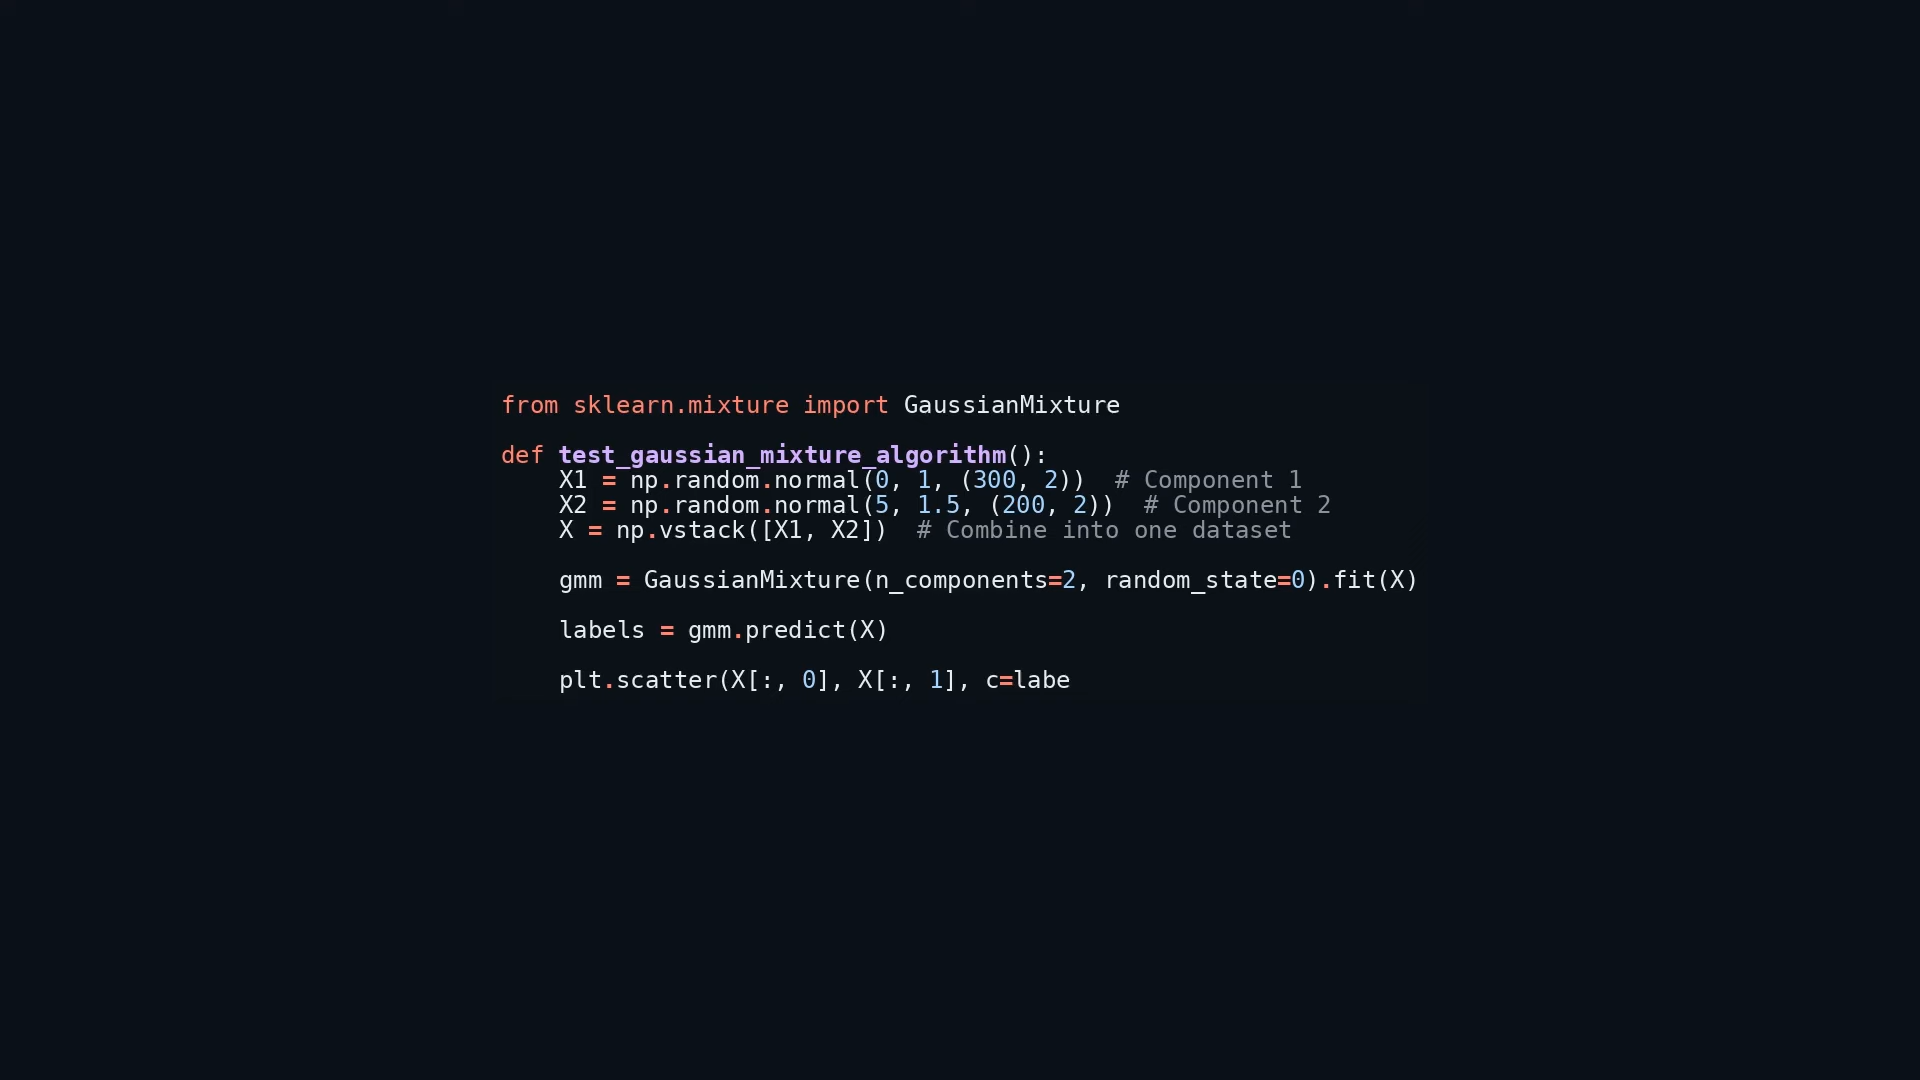 from sklearn.mixture import GaussianMixture
def test_gaussian_mixture_algorithm():
    X1 = np.random.normal(0, 1, (300, 2))  # Component 1
    X2 = np.random.normal(5, 1.5, (200, 2))  # Component 2
    X = np.vstack([X1, X2])  # Combine into one dataset
    gmm = GaussianMixture(n_components=2, random_state=0).fit(X)
    labels = gmm.predict(X)
    plt.scatter(X[:, 0], X[:, 1], c=labe